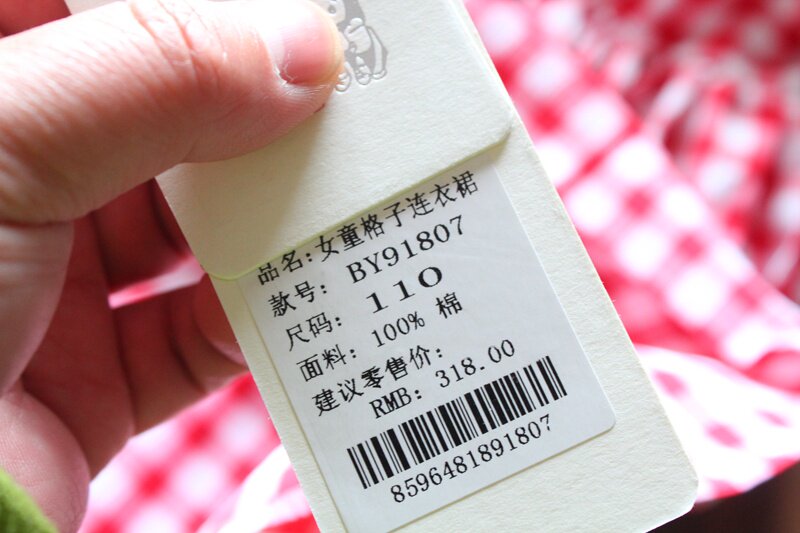 品名:女童格子连衣裙
款号: BY91807
尺码: 110
面料: 100% 棉
建议零售价:
RMB: 318.00
8596481891807